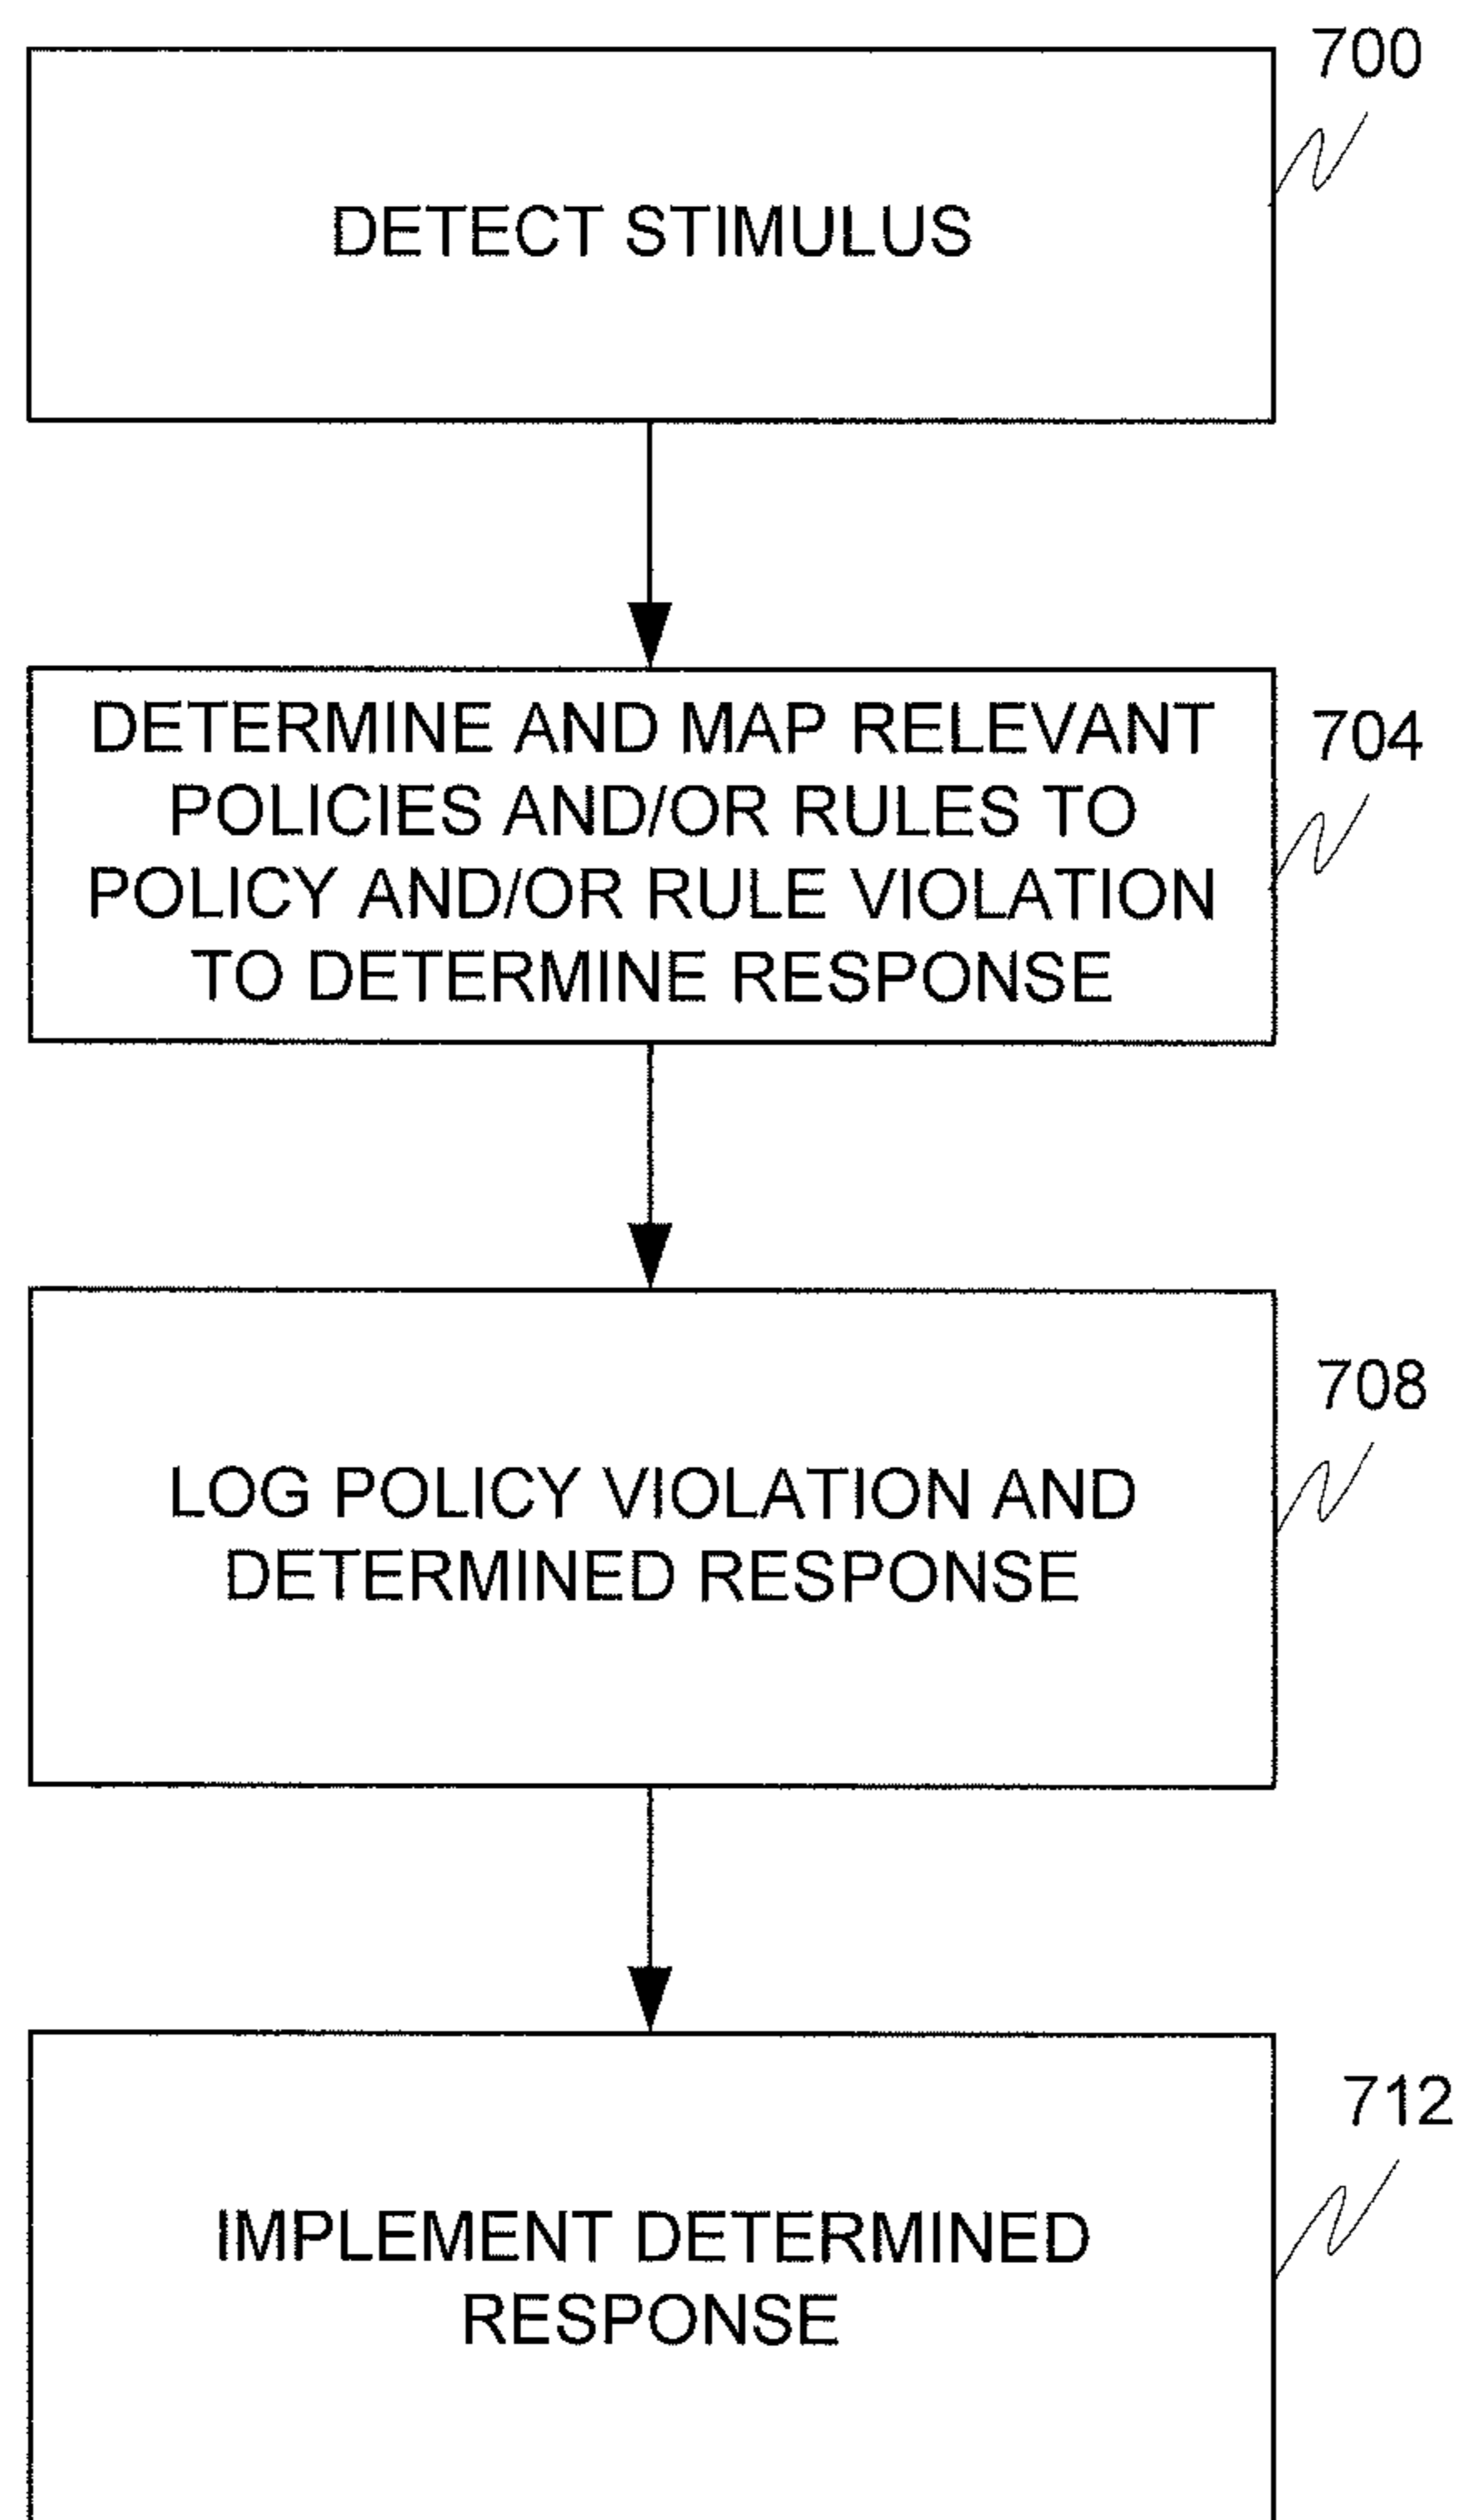 700
DETECT STIMULUS
DETERMINE AND MAP RELEVANT
POLICIES AND/OR RULES TO
POLICY AND/OR RULE VIOLATION
TO DETERMINE RESPONSE
704
LOG POLICY VIOLATION AND
DETERMINED RESPONSE
708
IMPLEMENT DETERMINED
RESPONSE
712